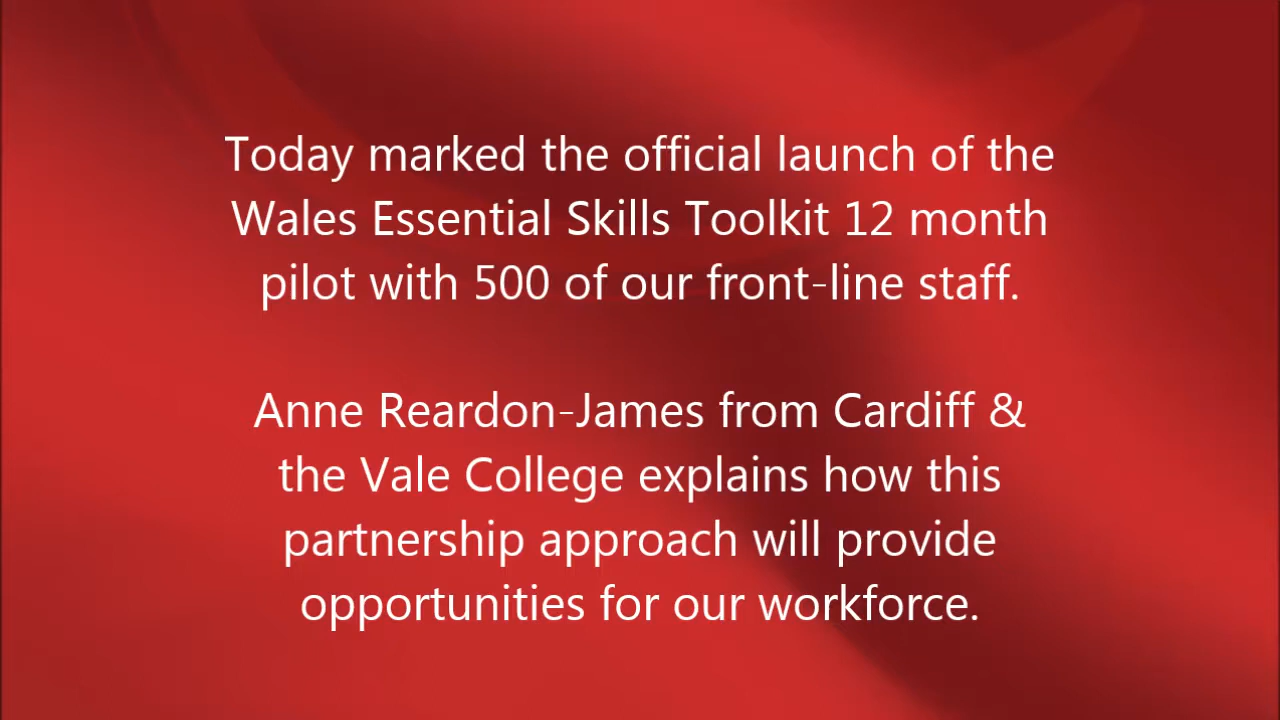 Today marked the official launch of the
Wales Essential Skills Toolkit 12 month
pilot with 500 of our front-line staff.
Anne Reardon-James from Cardiff &
the Vale College explains how this
partnership approach will provide
opportunities for our workforce.